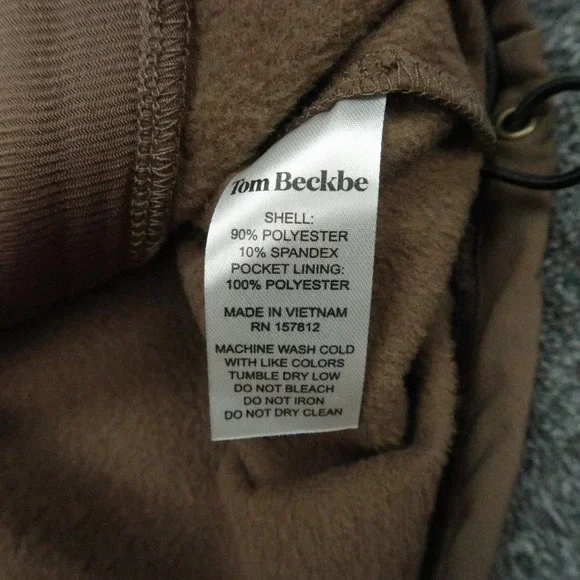 Tom Beckbe
SHELL:
90% POLYESTER
10% SPANDEX
POCKET LINING:
100% POLYESTER
MADE IN VIETNAM
RN 157812
MACHINE WASH COLD
WITH LIKE COLORS
TUMBLE DRY LOW
DO NOT BLEACH
DO NOT IRON
DO NOT DRY CLEAN